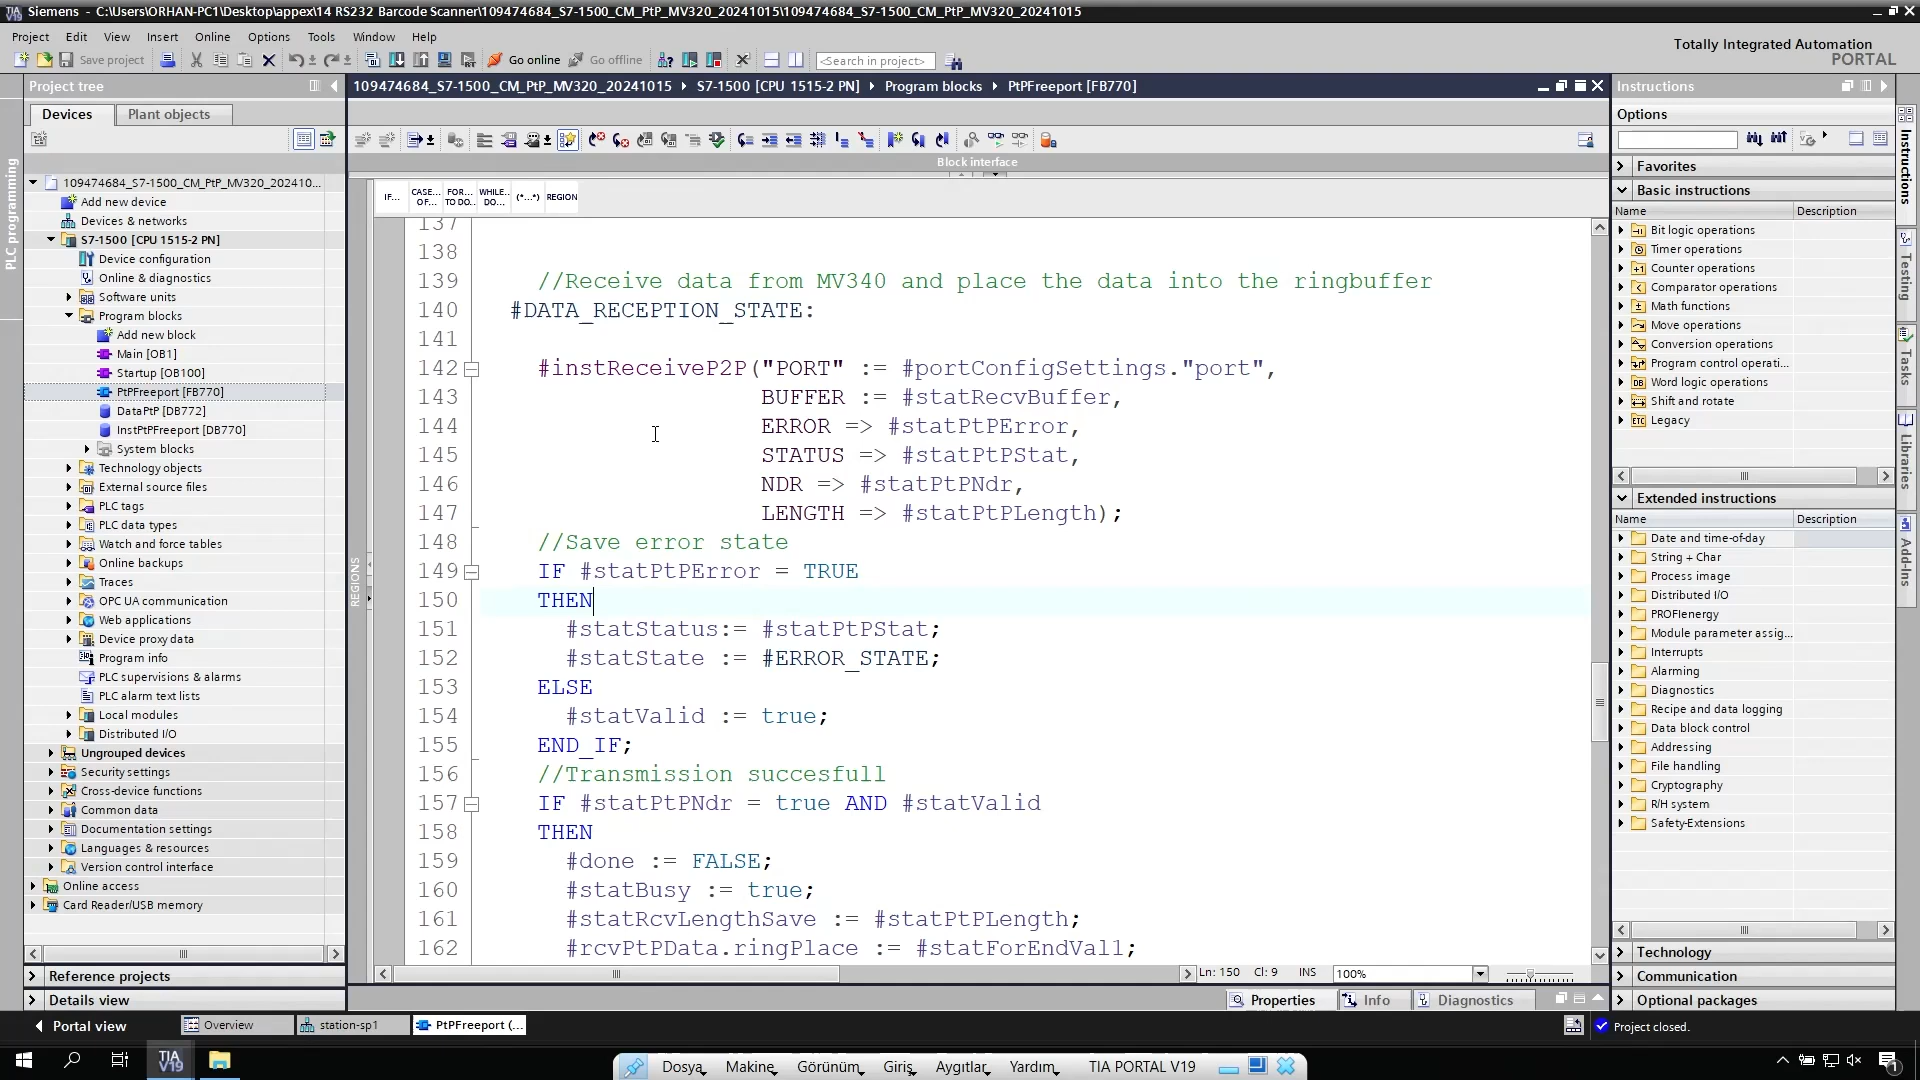 Siemens - C:\Users\ORHAN-PC1\Desktop\appex\14 RS232 Barcode Scanner\109474684_S7-1500_CM_PtP_MV320_20241015\109474684_S7-1500_CM_PtP_MV320_20241015
Project Edit View Insert Online Options Tools Window Help
Totally Integrated Automation
PORTAL
Save project
Go online
Go offline
<Search in project>
Project tree
109474684_S7-1500_CM_PtP_MV320_20241015 S7-1500 [CPU 1515-2 PN] Program blocks PtPFreeport [FB770]
Instructions
Devices Plant objects
Options
Block interface
PLC programming
109474684_S7-1500_CM_PtP_MV320_202410...
Add new device
Devices & networks
S7-1500 [CPU 1515-2 PN]
Device configuration
Online & diagnostics
Software units
Program blocks
Add new block
Main [OB1]
Startup [OB100]
PtPFreeport [FB770]
DataPtP [DB772]
InstPtPFreeport [DB770]
System blocks
Technology objects
External source files
PLC tags
PLC data types
Watch and force tables
Online backups
Traces
OPC UA communication
Web applications
Device proxy data
Program info
PLC supervisions & alarms
PLC alarm text lists
Local modules
Distributed I/O
Ungrouped devices
Security settings
Cross-device functions
Common data
Documentation settings
Languages & resources
Version control interface
Online access
Card Reader/USB memory
Reference projects
Details view
IF... CASE... OF... FOR... TO DO... WHILE... DO... (*...*) REGION
REGIONS
137
138
139 //Receive data from MV340 and place the data into the ringbuffer
140 #DATA_RECEPTION_STATE:
141
142 #instReceiveP2P("PORT" := #portConfigSettings."port",
143 BUFFER := #statRecvBuffer,
144 ERROR => #statPtPError,
145 STATUS => #statPtPStat,
146 NDR => #statPtPNdr,
147 LENGTH => #statPtPLength);
148 //Save error state
149 IF #statPtPError = TRUE
150 THEN
151 #statStatus:= #statPtPStat;
152 #statState := #ERROR_STATE;
153 ELSE
154 #statValid := true;
155 END_IF;
156 //Transmission succesfull
157 IF #statPtPNdr = true AND #statValid
158 THEN
159 #done := FALSE;
160 #statBusy := true;
161 #statRcvLengthSave := #statPtPLength;
162 #rcvPtPData.ringPlace := #statForEndVal1;
Ln: 150 Cl: 9 INS 100%
Properties Info Diagnostics
Favorites
Basic instructions
Name Description
Bit logic operations
Timer operations
Counter operations
Comparator operations
Math functions
Move operations
Conversion operations
Program control operati...
Word logic operations
Shift and rotate
Legacy
Extended instructions
Name Description
Date and time-of-day
String + Char
Process image
Distributed I/O
PROFIenergy
Module parameter assig...
Interrupts
Alarming
Diagnostics
Recipe and data logging
Data block control
Addressing
File handling
Cryptography
R/H system
Safety-Extensions
Technology
Communication
Optional packages
Instructions
Testing
Tasks
Libraries
Add-Ins
Portal view Overview station-sp1 PtPFreeport (...
Project closed.
TIA V19
Dosya Makine Görünüm Giriş Aygıtlar Yardım TIA PORTAL V19
1